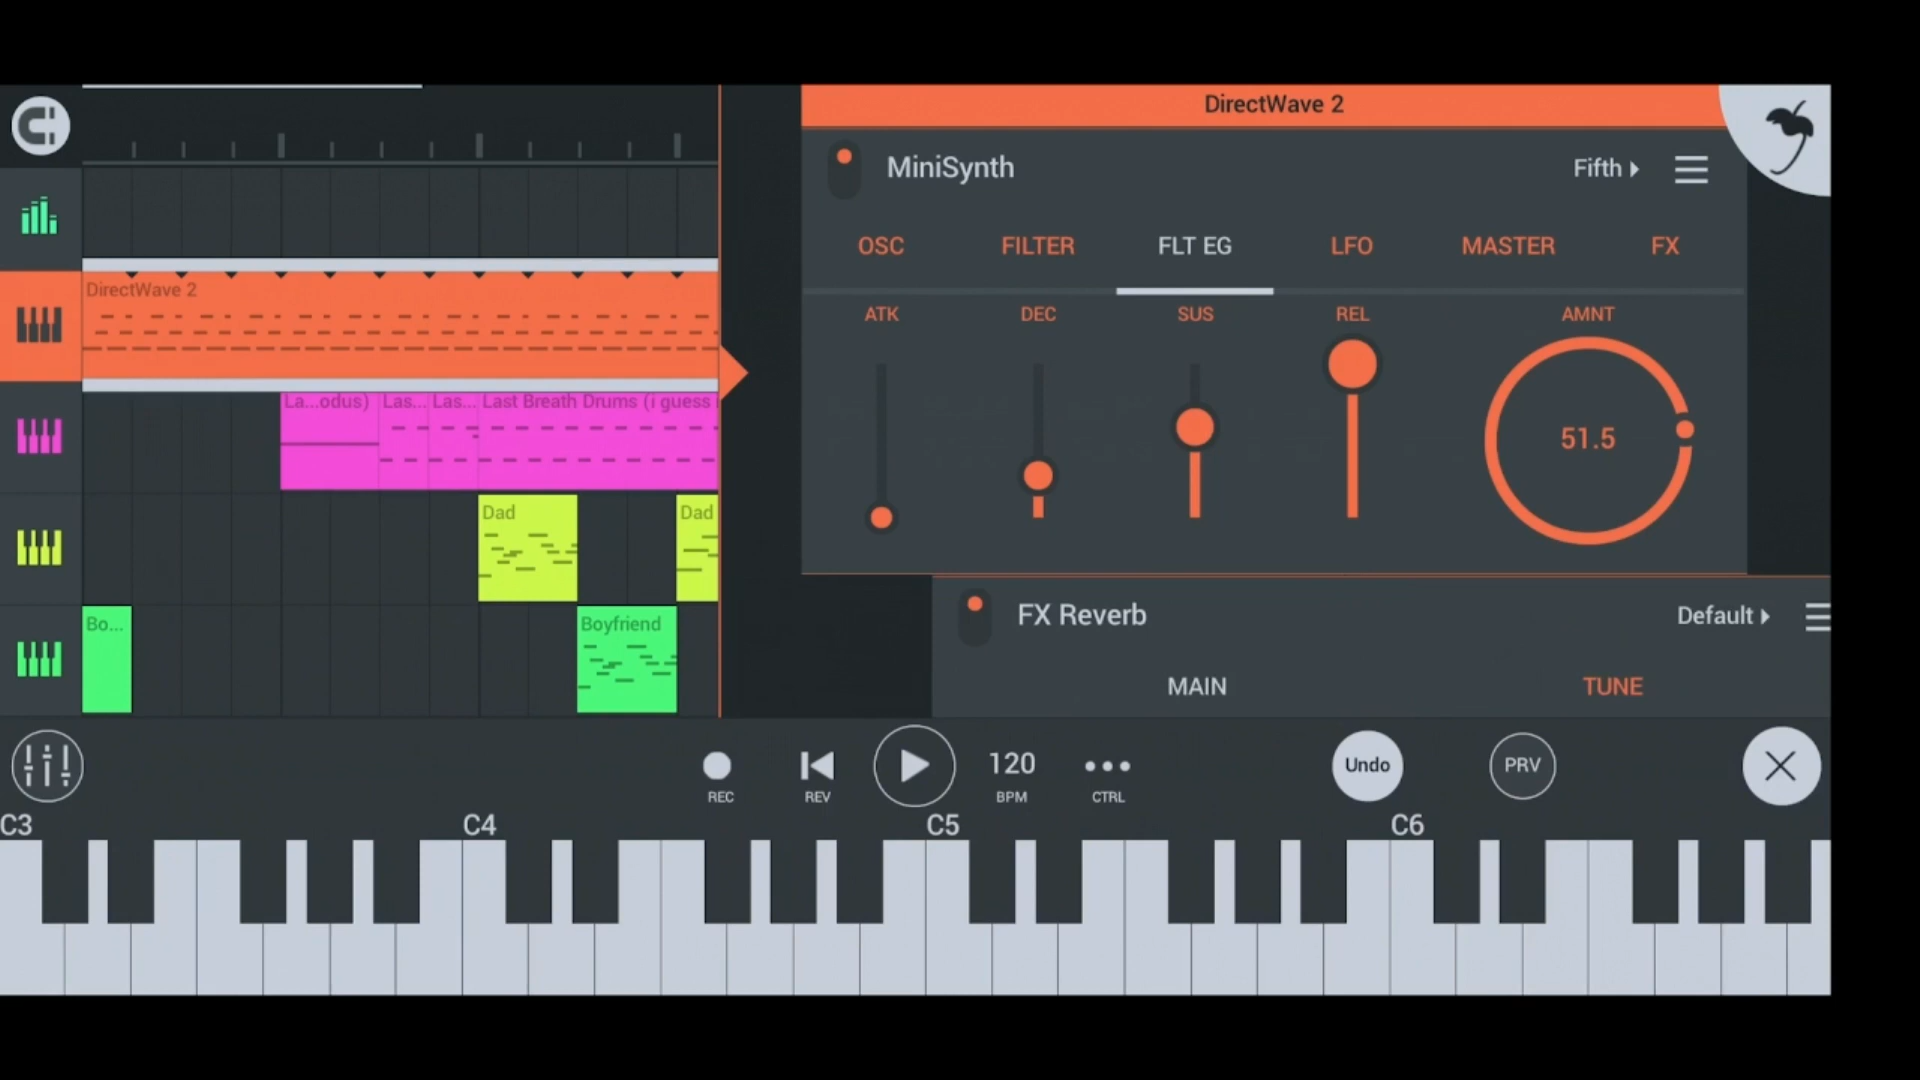 DirectWave 2
MiniSynth
Fifth
OSC FILTER FLT EG LFO MASTER FX
ATK DEC SUS REL AMNT
51.5
DirectWave 2
La...odus) Las... Las... Last Breath Drums (i guess
Dad Dad
Bo... Boyfriend
FX Reverb
Default
MAIN TUNE
REC REV 120 BPM CTRL Undo PRV
C3 C4 C5 C6